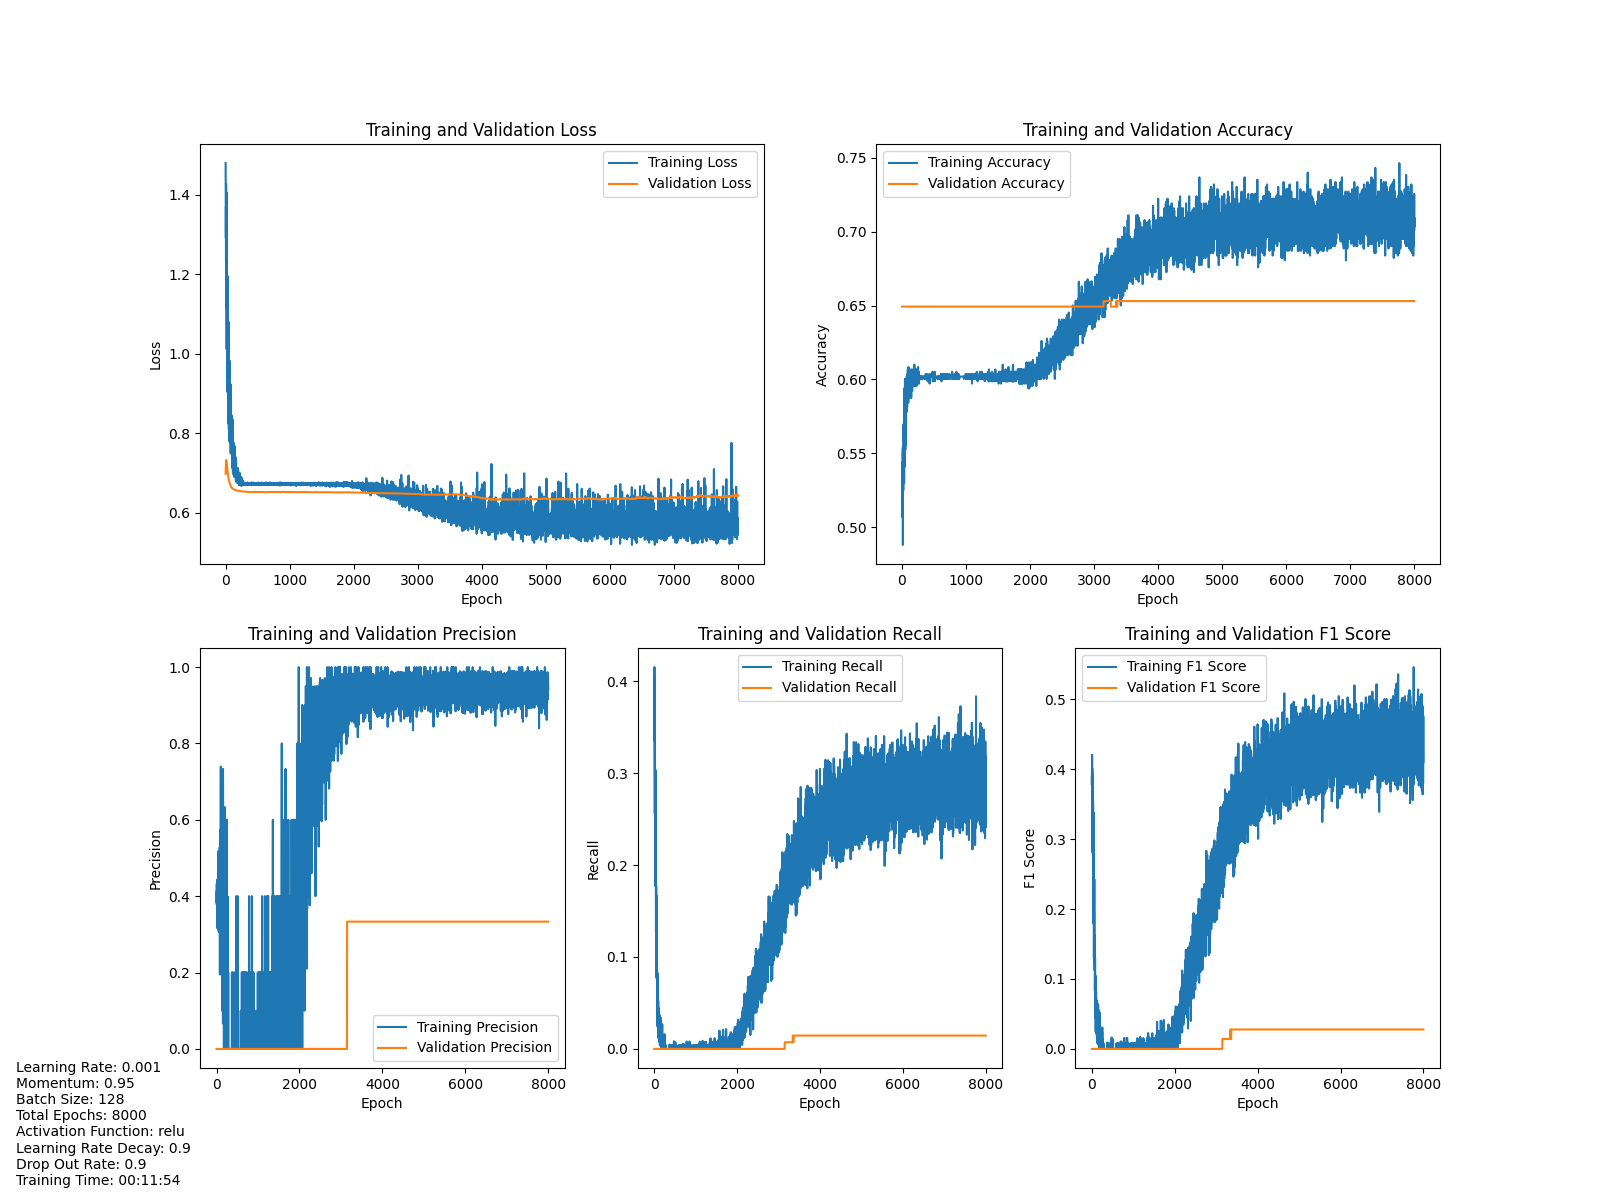 Training and Validation Loss
Training Loss
Validation Loss
1.4
1.2
1.0
0.8
0.6
Loss
0 1000 2000 3000 4000 5000 6000 7000 8000
Epoch
Training and Validation Accuracy
Training Accuracy
Validation Accuracy
0.75
0.70
0.65
0.60
0.55
0.50
Accuracy
0 1000 2000 3000 4000 5000 6000 7000 8000
Epoch
Training and Validation Precision
1.0
0.8
0.6
0.4
0.2
0.0
Precision
Training Precision
Validation Precision
0 2000 4000 6000 8000
Epoch
Training and Validation Recall
Training Recall
Validation Recall
0.4
0.3
0.2
0.1
0.0
Recall
0 2000 4000 6000 8000
Epoch
Training and Validation F1 Score
Training F1 Score
Validation F1 Score
0.5
0.4
0.3
0.2
0.1
0.0
F1 Score
0 2000 4000 6000 8000
Epoch
Learning Rate: 0.001
Momentum: 0.95
Batch Size: 128
Total Epochs: 8000
Activation Function: relu
Learning Rate Decay: 0.9
Drop Out Rate: 0.9
Training Time: 00:11:54